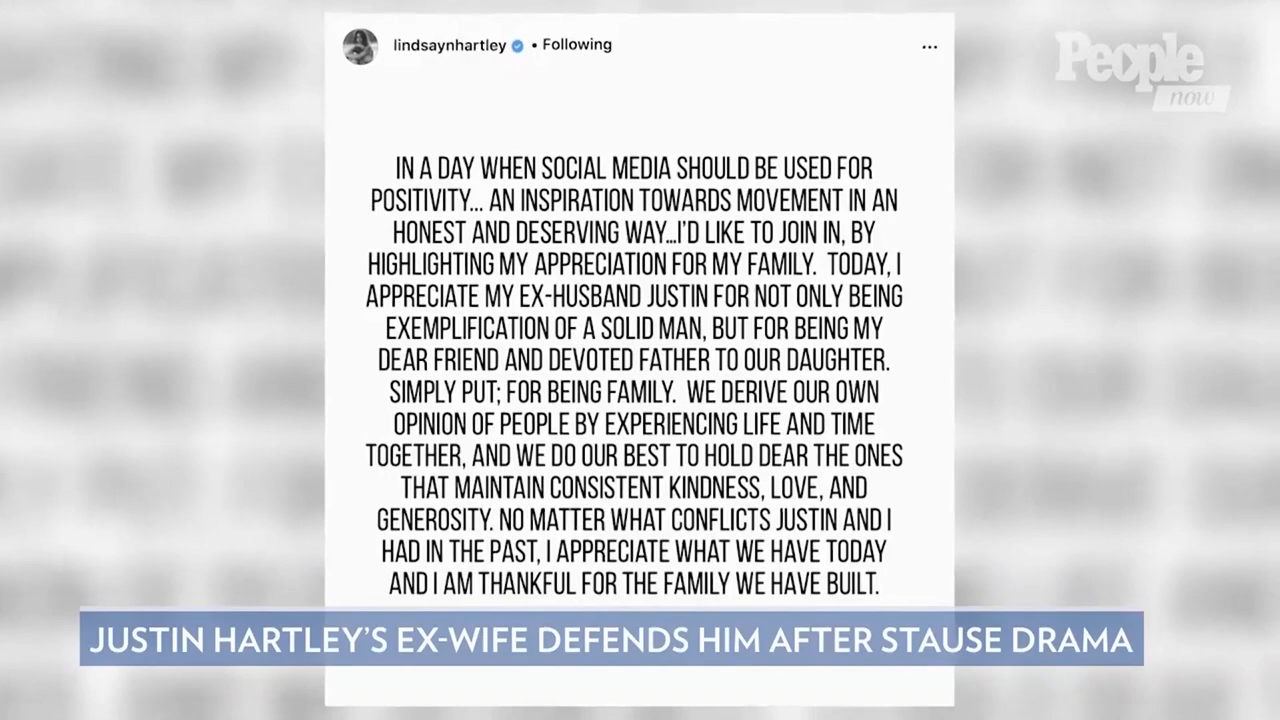 lindsaynhartley • Following
...
People
now
IN A DAY WHEN SOCIAL MEDIA SHOULD BE USED FOR
POSITIVITY... AN INSPIRATION TOWARDS MOVEMENT IN AN
HONEST AND DESERVING WAY...I'D LIKE TO JOIN IN, BY
HIGHLIGHTING MY APPRECIATION FOR MY FAMILY. TODAY, I
APPRECIATE MY EX-HUSBAND JUSTIN FOR NOT ONLY BEING
EXEMPLIFICATION OF A SOLID MAN, BUT FOR BEING MY
DEAR FRIEND AND DEVOTED FATHER TO OUR DAUGHTER.
SIMPLY PUT; FOR BEING FAMILY. WE DERIVE OUR OWN
OPINION OF PEOPLE BY EXPERIENCING LIFE AND TIME
TOGETHER, AND WE DO OUR BEST TO HOLD DEAR THE ONES
THAT MAINTAIN CONSISTENT KINDNESS, LOVE, AND
GENEROSITY. NO MATTER WHAT CONFLICTS JUSTIN AND I
HAD IN THE PAST, I APPRECIATE WHAT WE HAVE TODAY
AND I AM THANKFUL FOR THE FAMILY WE HAVE BUILT.
JUSTIN HARTLEY'S EX-WIFE DEFENDS HIM AFTER STAUSE DRAMA